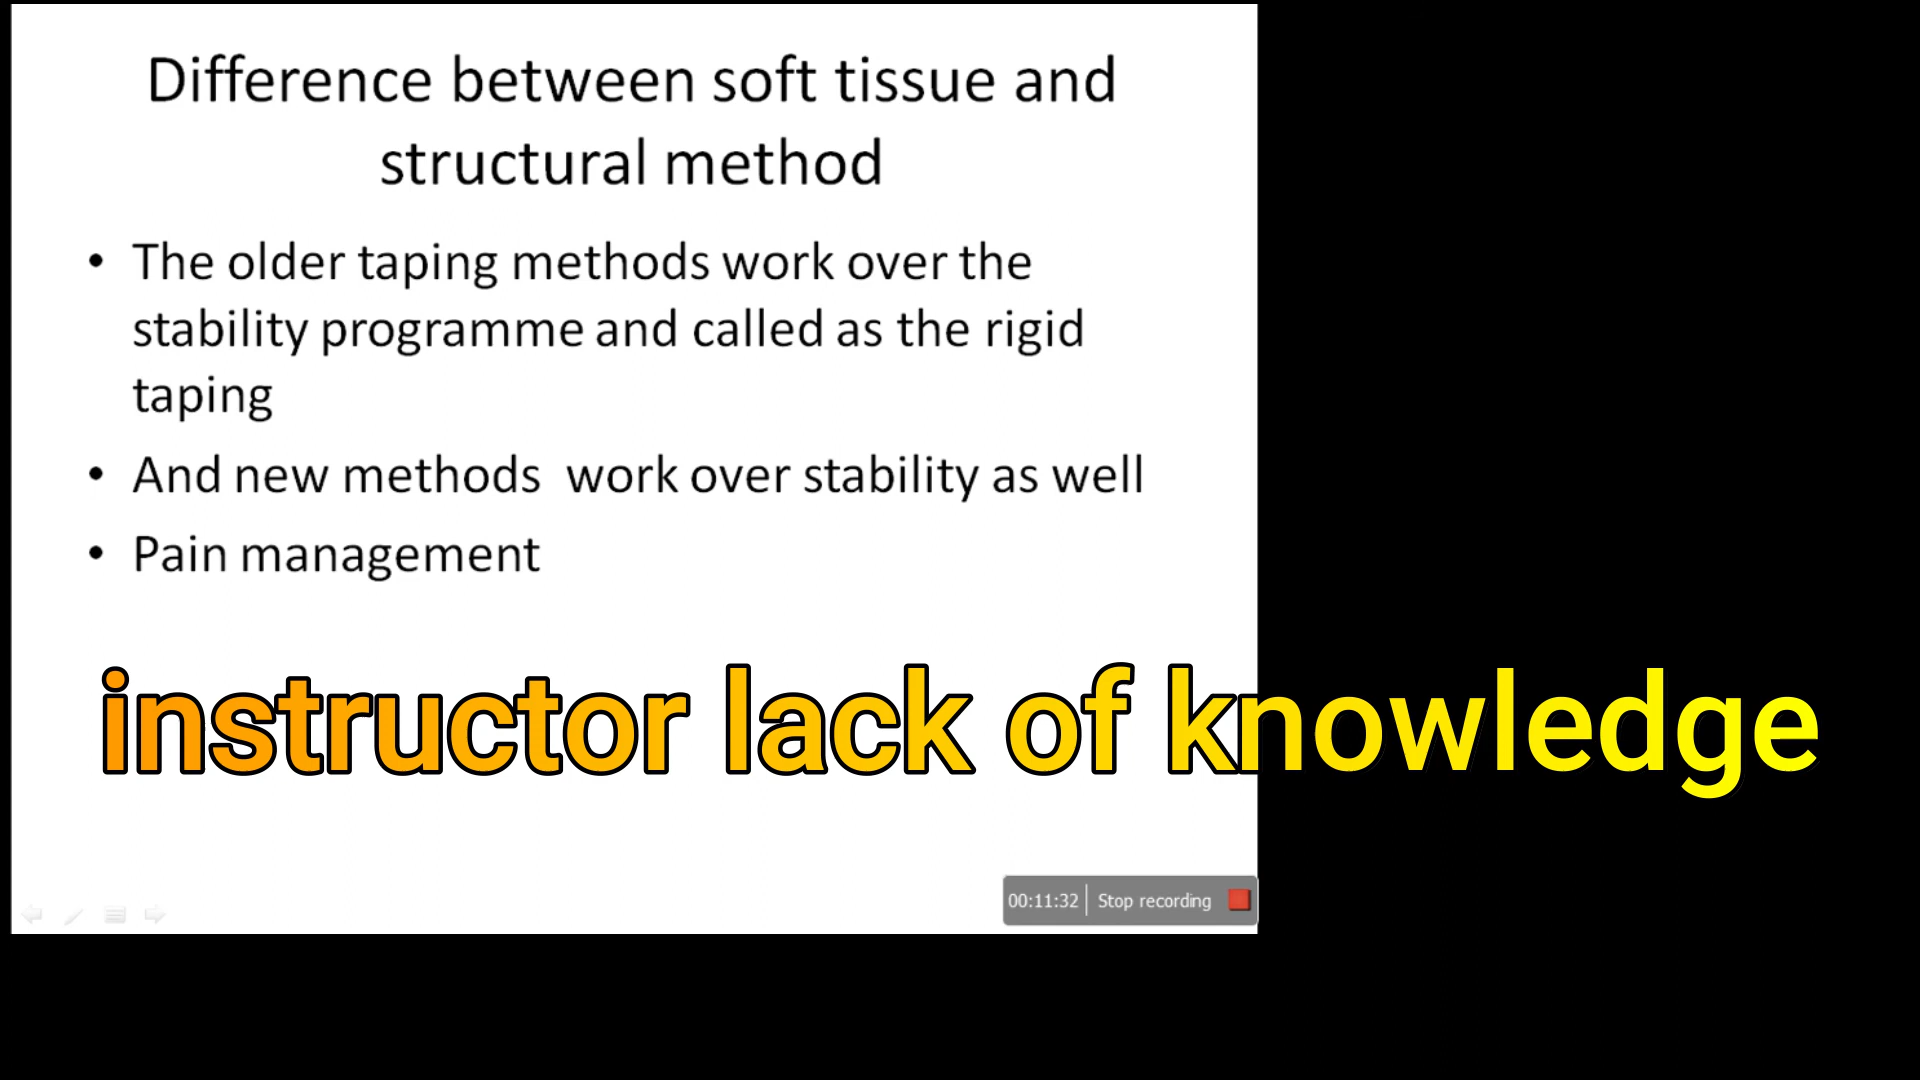 Difference between soft tissue and
structural method
• The older taping methods work over the
stability programme and called as the rigid
taping
• And new methods work over stability as well
• Pain management
instructor lack of knowledge
00:11:32 Stop recording